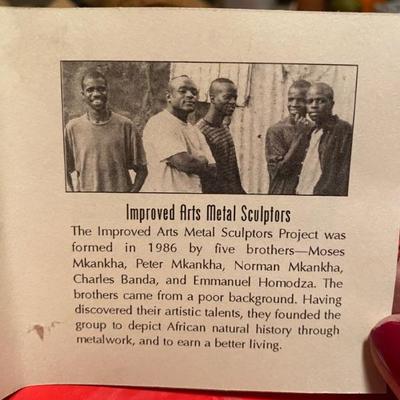 Improved Arts Metal Sculptors
The Improved Arts Metal Sculptors Project was
formed in 1986 by five brothers—Moses
Mkankha, Peter Mkankha, Norman Mkankha,
Charles Banda, and Emmanuel Homodza. The
brothers came from a poor background. Having
discovered their artistic talents, they founded the
group to depict African natural history through
metalwork, and to earn a better living.